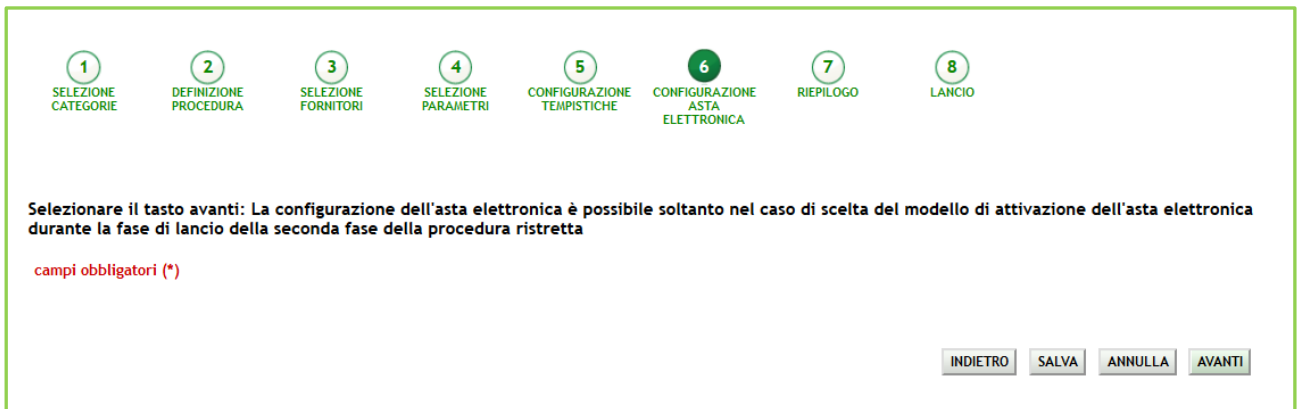 1 2 3 4 5 6 7 8
SELEZIONE DEFINIZIONE SELEZIONE SELEZIONE CONFIGURAZIONE CONFIGURAZIONE RIEPILOGO LANCIO
CATEGORIE PROCEDURA FORNITORI PARAMETRI TEMPISTICHE ASTA
ELETTRONICA
Selezionare il tasto avanti: La configurazione dell'asta elettronica è possibile soltanto nel caso di scelta del modello di attivazione dell'asta elettronica
durante la fase di lancio della seconda fase della procedura ristretta
campi obbligatori (*)
INDIETRO SALVA ANNULLA AVANTI